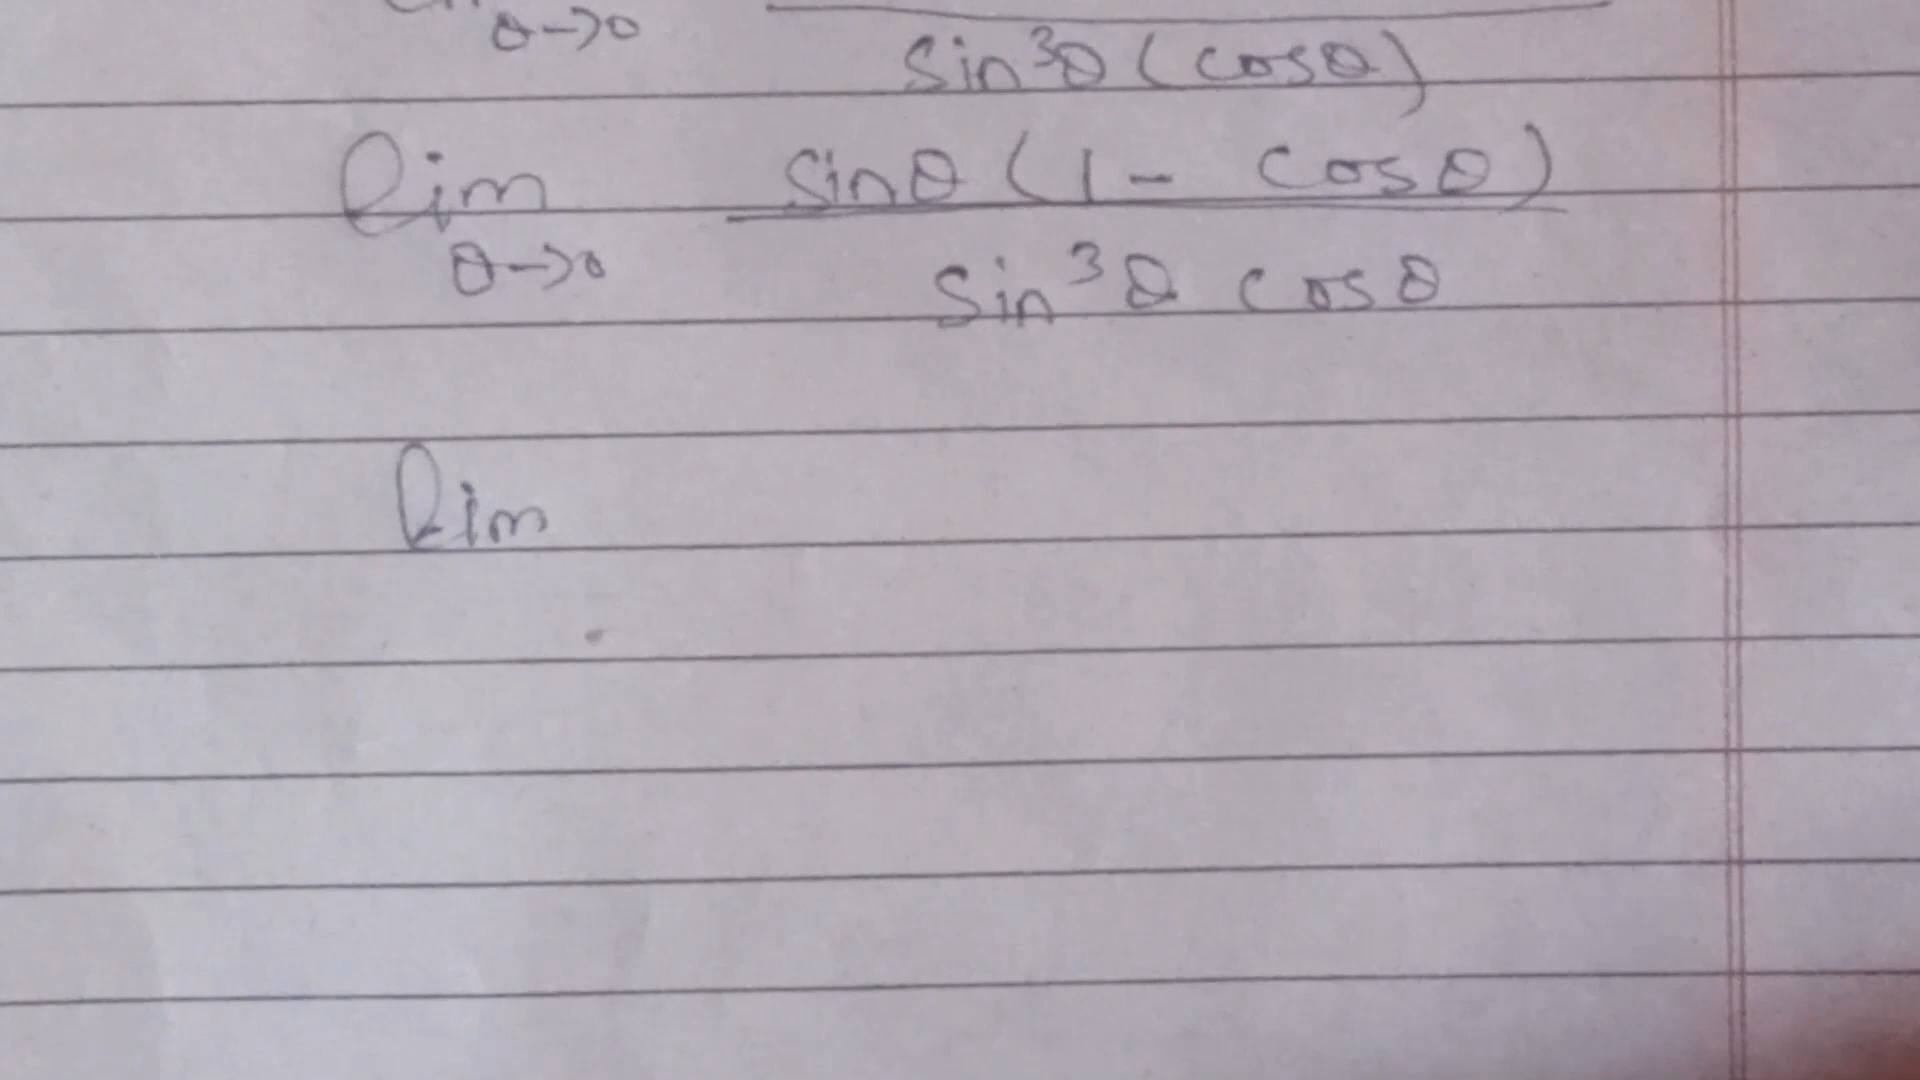 θ→0
sin³θ (cosθ)
lim sinθ (1 - cosθ)
θ→0 sin³θ cosθ
lim